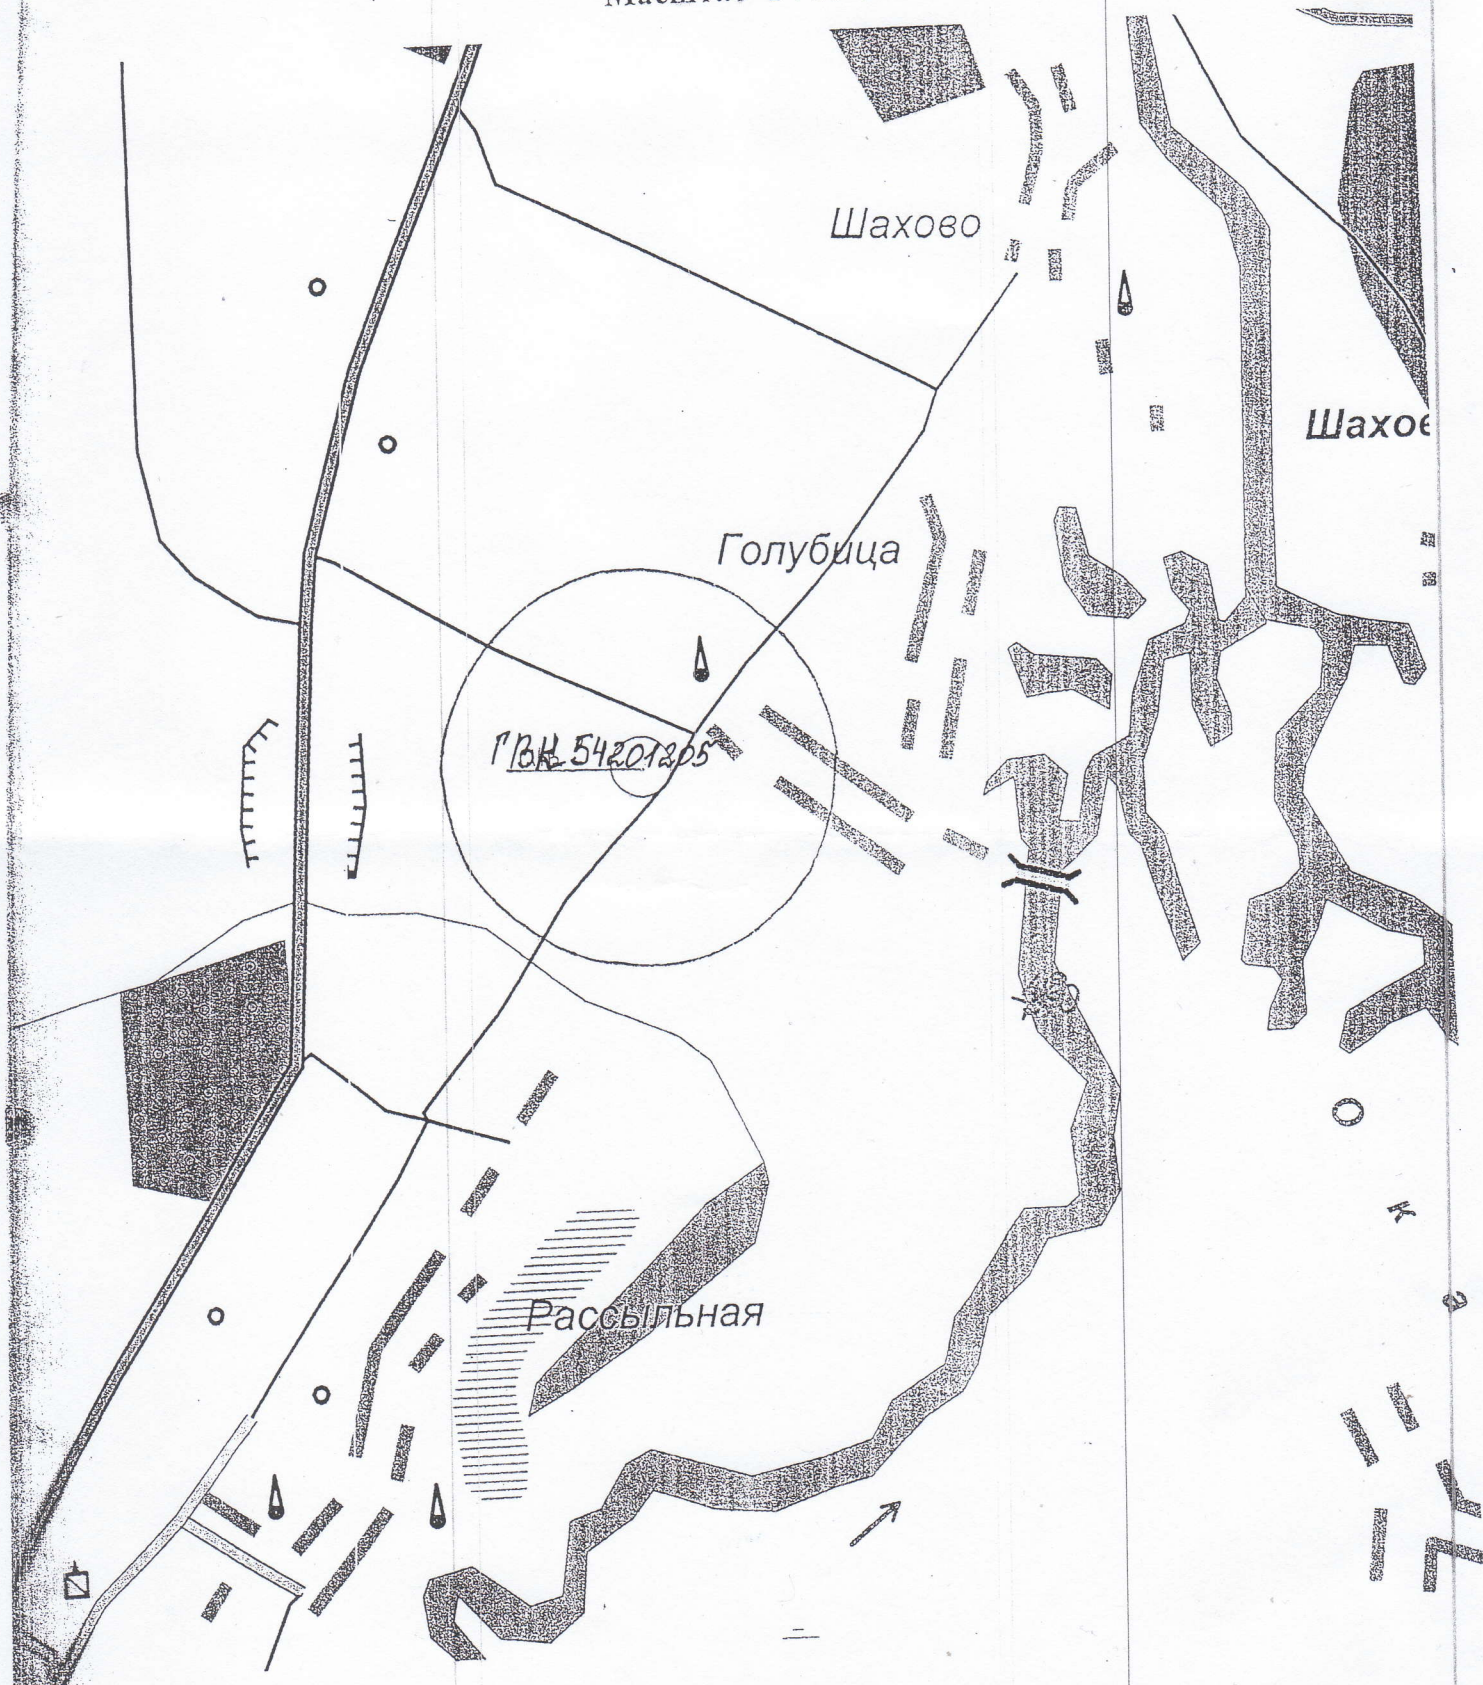 Шахово
Шахов
Голубица
ГВК 54201205
О
к
а
Рассыльная